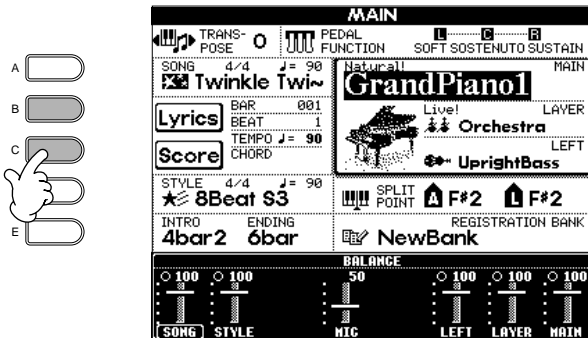 MAIN
TRANS-
POSE
0
PEDAL
FUNCTION
L C R
SOFT SOSTENUTO SUSTAIN
SONG 4/4 ♩= 90
Twinkle Twi~
Lyrics
BAR 001
BEAT 1
Score
TEMPO ♩= 90
CHORD
STYLE 4/4 ♩= 90
8Beat S3
INTRO ENDING
4bar2 6bar
Natural! MAIN
GrandPiano1
Live! LAYER
Orchestra
LEFT
UprightBass
SPLIT
POINT
A F#2 L F#2
REGISTRATION BANK
NewBank
BALANCE
100 100 50 100 100 100
SONG STYLE MIC LEFT LAYER MAIN
A
B
C
E